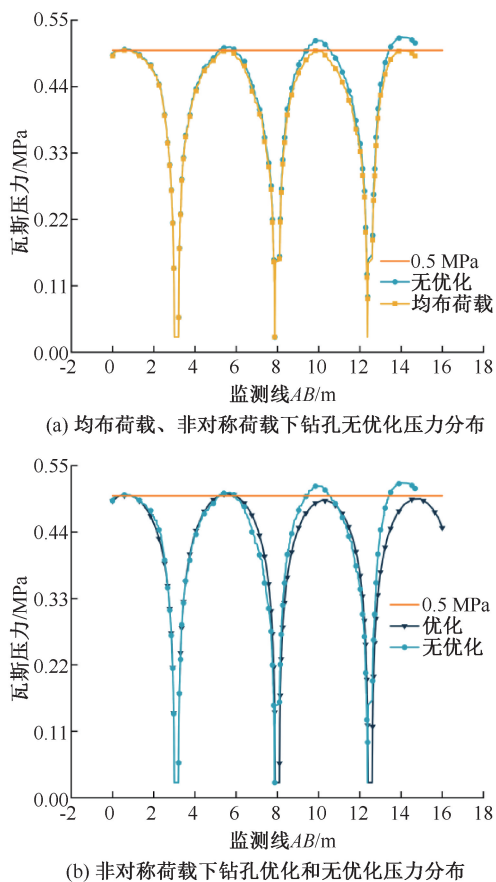 0.55
0.44
0.33
0.22
0.11
0.00
瓦斯压力/MPa
0.5 MPa
无优化
均布荷载
-2 0 2 4 6 8 10 12 14 16 18
监测线AB/m
(a) 均布荷载、非对称荷载下钻孔无优化压力分布
0.55
0.44
0.33
0.22
0.11
0.00
瓦斯压力/MPa
0.5 MPa
优化
无优化
-2 0 2 4 6 8 10 12 14 16 18
监测线AB/m
(b) 非对称荷载下钻孔优化和无优化压力分布